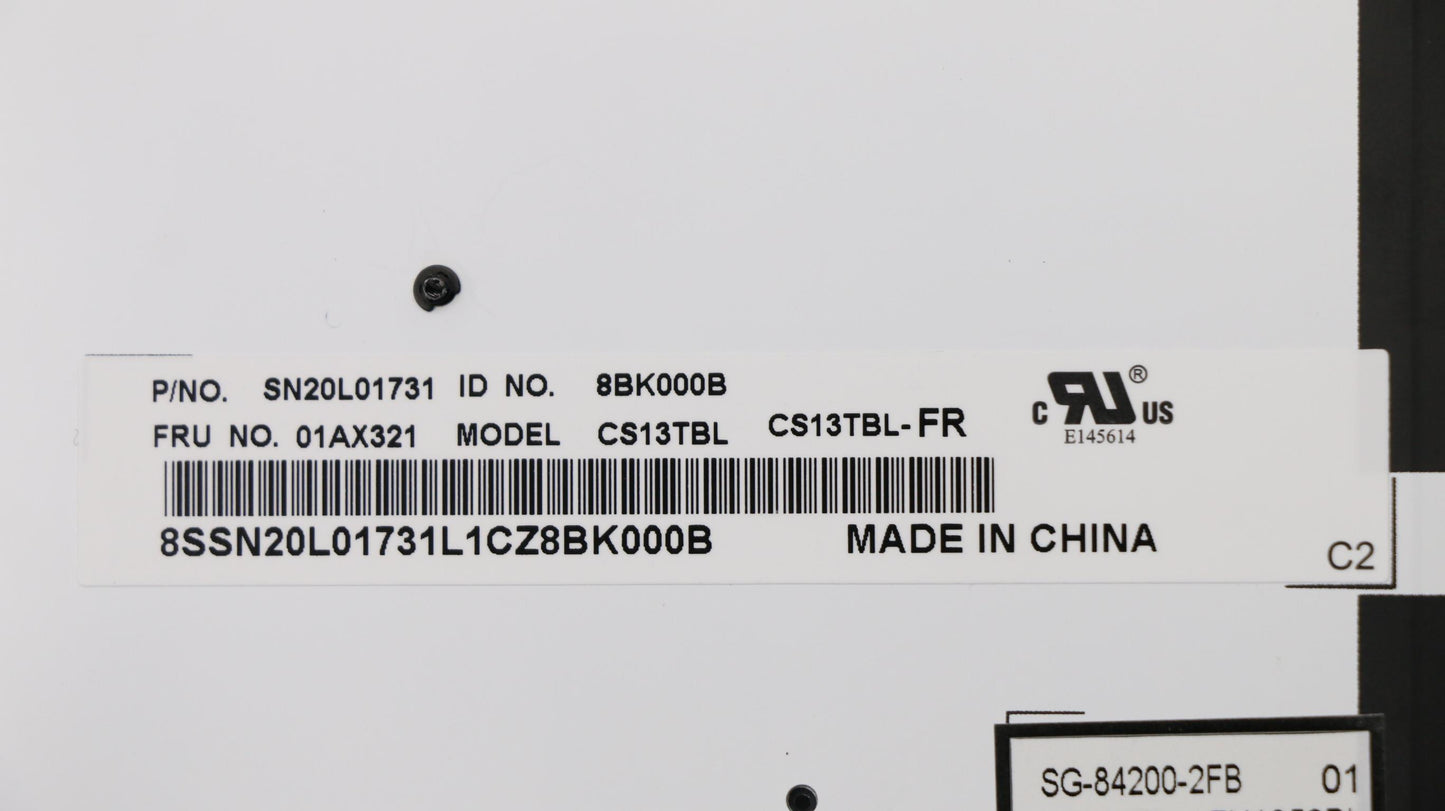 P/NO. SN20L01731 ID NO. 8BK000B
FRU NO. 01AX321 MODEL CS13TBL CS13TBL-FR
c RU ® US
E145614
8SSN20L01731L1CZ8BK000B MADE IN CHINA
C2
SG-84200-2FB 01